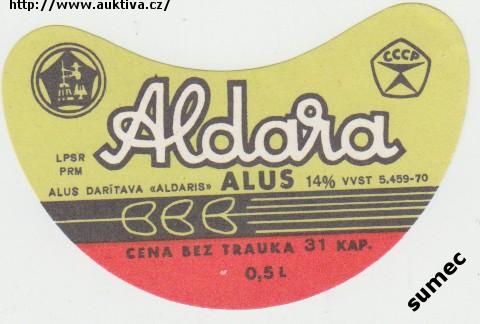 http://www.auktiva.cz/
CCCP
Aldara
LPSR
PRM
ALUS DARĪTAVA «ALDARIS» ALUS 14% VVST 5.459-70
CENA BEZ TRAUKA 31 KAP.
0,5 L
sumec